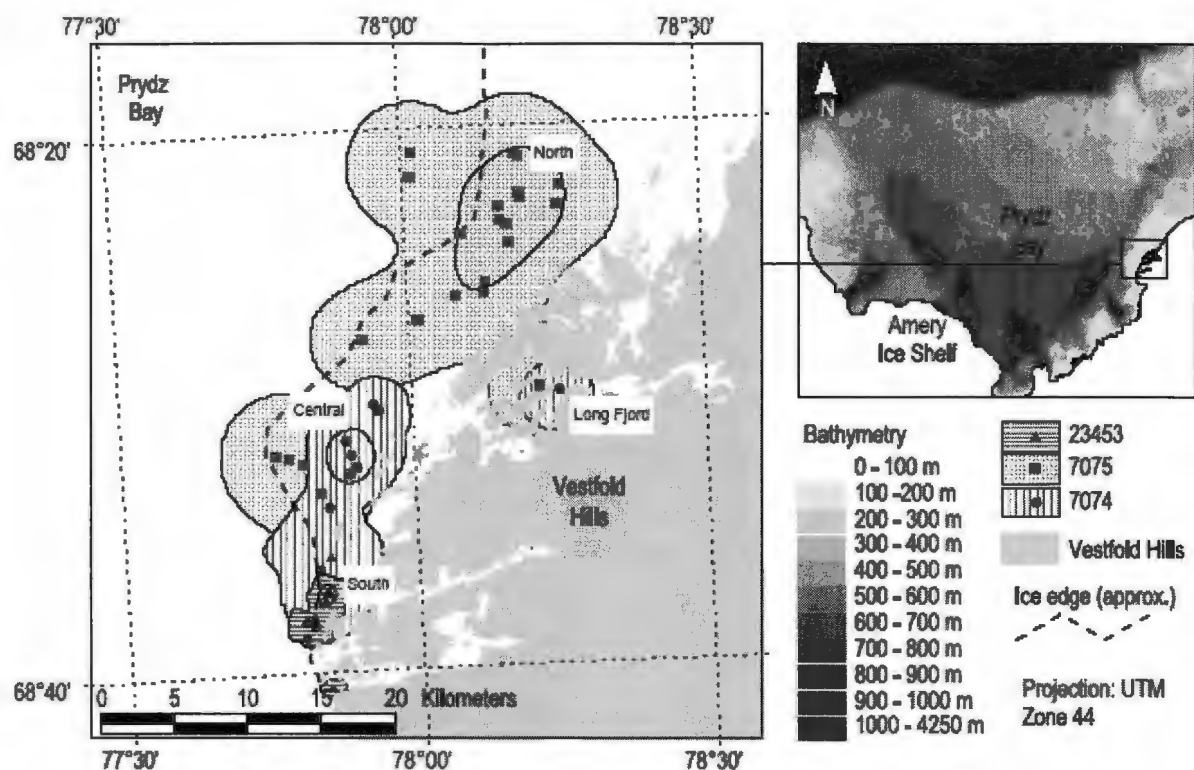 77°30'
78°00'
78°30'
Prydz
Bay
68°20'
North
Central
Long Fjord
Vestfold
Hills
South
68°40'
0 5 10 15 20 Kilometers
77°30'
78°00'
78°30'
N
Prydz
Bay
Amery
Ice Shelf
Bathymetry
0 - 100 m
100 -200 m
200 - 300 m
300 - 400 m
400 - 500 m
500 - 600 m
600 - 700 m
700 - 800 m
800 - 900 m
900 - 1000 m
1000 - 4250 m
23453
7075
7074
Vestfold Hills
Ice edge (approx.)
Projection: UTM
Zone 44